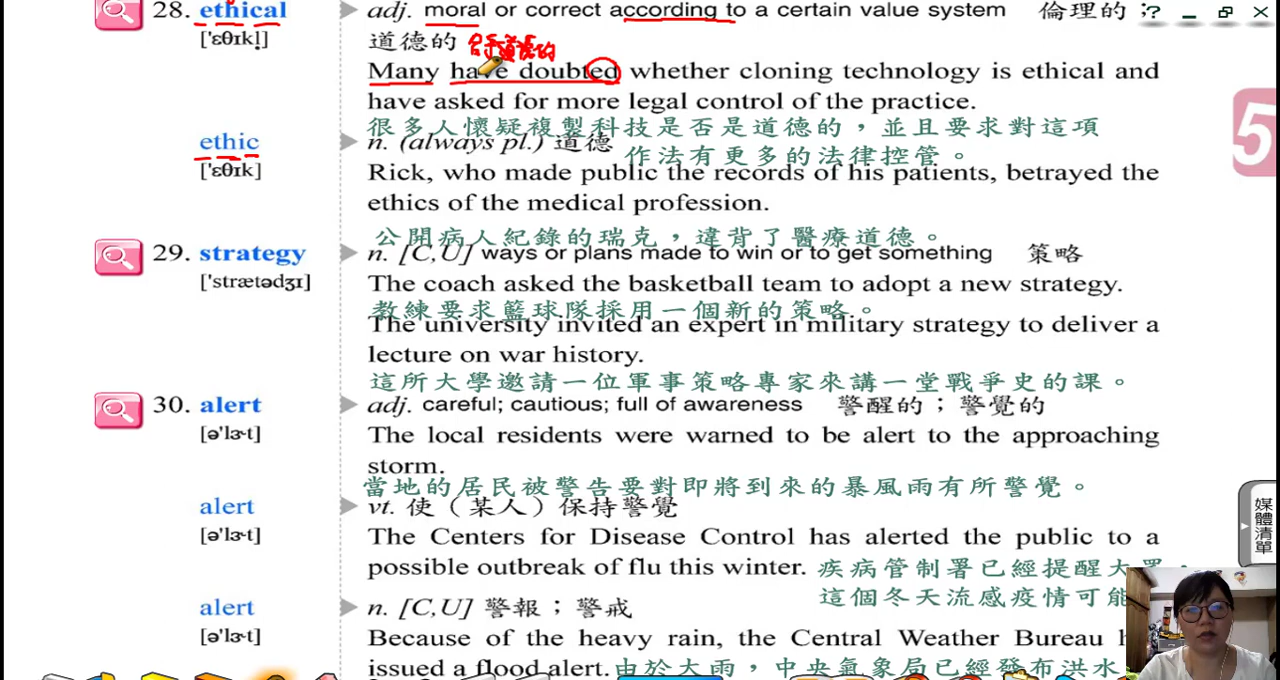 28. ethical adj. moral or correct according to a certain value system 倫理的；
['ɛθɪkl̩] 道德的 合乎道德的
Many have doubted whether cloning technology is ethical and
have asked for more legal control of the practice.
很多人懷疑複製科技是否是道德的，並且要求對這項
作法有更多的法律控管。
ethic n. (always pl.) 道德
['ɛθɪk] Rick, who made public the records of his patients, betrayed the
ethics of the medical profession.
公開病人紀錄的瑞克，違背了醫療道德。
29. strategy n. [C,U] ways or plans made to win or to get something 策略
['strætədʒɪ] The coach asked the basketball team to adopt a new strategy.
教練要求籃球隊採用一個新的策略。
The university invited an expert in military strategy to deliver a
lecture on war history.
這所大學邀請一位軍事策略專家來講一堂戰爭史的課。
30. alert adj. careful; cautious; full of awareness 警醒的；警覺的
[ə'lɝt] The local residents were warned to be alert to the approaching
storm.
當地的居民被警告要對即將到來的暴風雨有所警覺。
alert vt. 使（某人）保持警覺
[ə'lɝt] The Centers for Disease Control has alerted the public to a
possible outbreak of flu this winter.
疾病管制署已經提醒大眾，
這個冬天流感疫情可能
alert n. [C,U] 警報；警戒
[ə'lɝt] Because of the heavy rain, the Central Weather Bureau h
issued a flood alert.
由於大雨，中央氣象局已經發布洪水
5
媒體清單